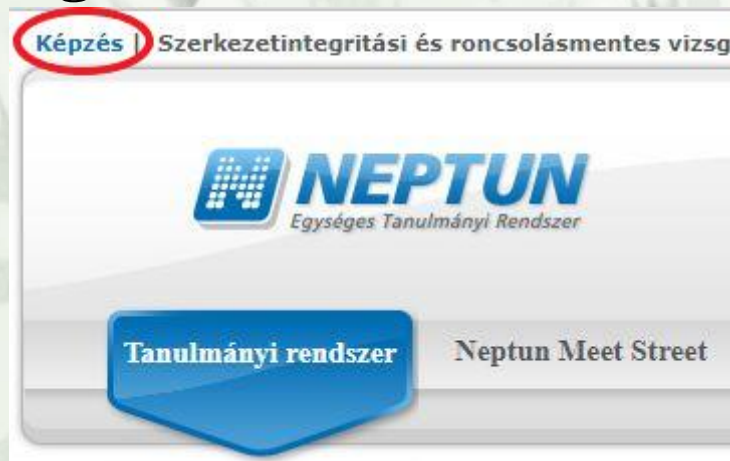 Képzés | Szerkezetintegritási és roncsolásmentes vizsg
NEPTUN
Egységes Tanulmányi Rendszer
Tanulmányi rendszer Neptun Meet Street